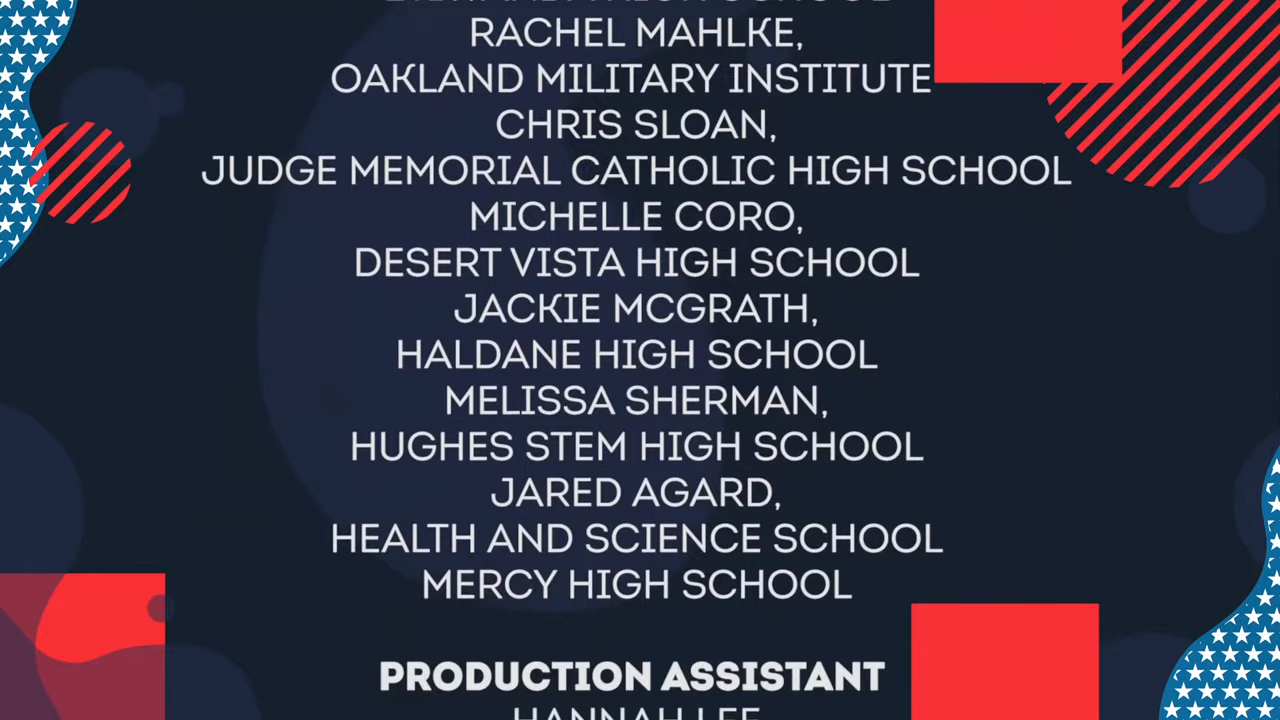 RACHEL MAHLKE,
OAKLAND MILITARY INSTITUTE
CHRIS SLOAN,
JUDGE MEMORIAL CATHOLIC HIGH SCHOOL
MICHELLE CORO,
DESERT VISTA HIGH SCHOOL
JACKIE MCGRATH,
HALDANE HIGH SCHOOL
MELISSA SHERMAN,
HUGHES STEM HIGH SCHOOL
JARED AGARD,
HEALTH AND SCIENCE SCHOOL
MERCY HIGH SCHOOL
PRODUCTION ASSISTANT
HANNAH LEE